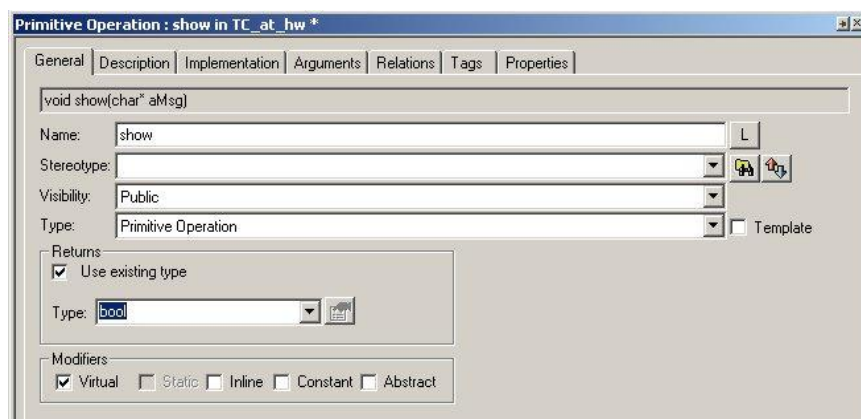 Primitive Operation : show in TC_at_hw *
General Description Implementation Arguments Relations Tags Properties
void show(char* aMsg)
Name: show L
Stereotype:
Visibility: Public
Type: Primitive Operation Template
Returns
Use existing type
Type: bool
Modifiers
Virtual Static Inline Constant Abstract